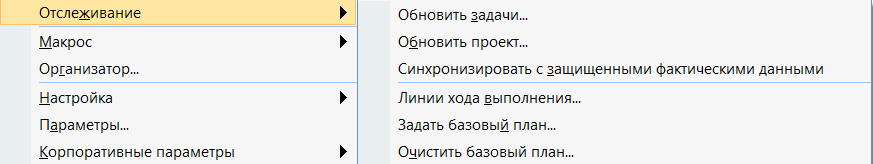 Отслеживание
Макрос
Организатор...
Настройка
Параметры...
Корпоративные параметры
Обновить задачи...
Обновить проект...
Синхронизировать с защищенными фактическими данными
Линии хода выполнения...
Задать базовый план...
Очистить базовый план...